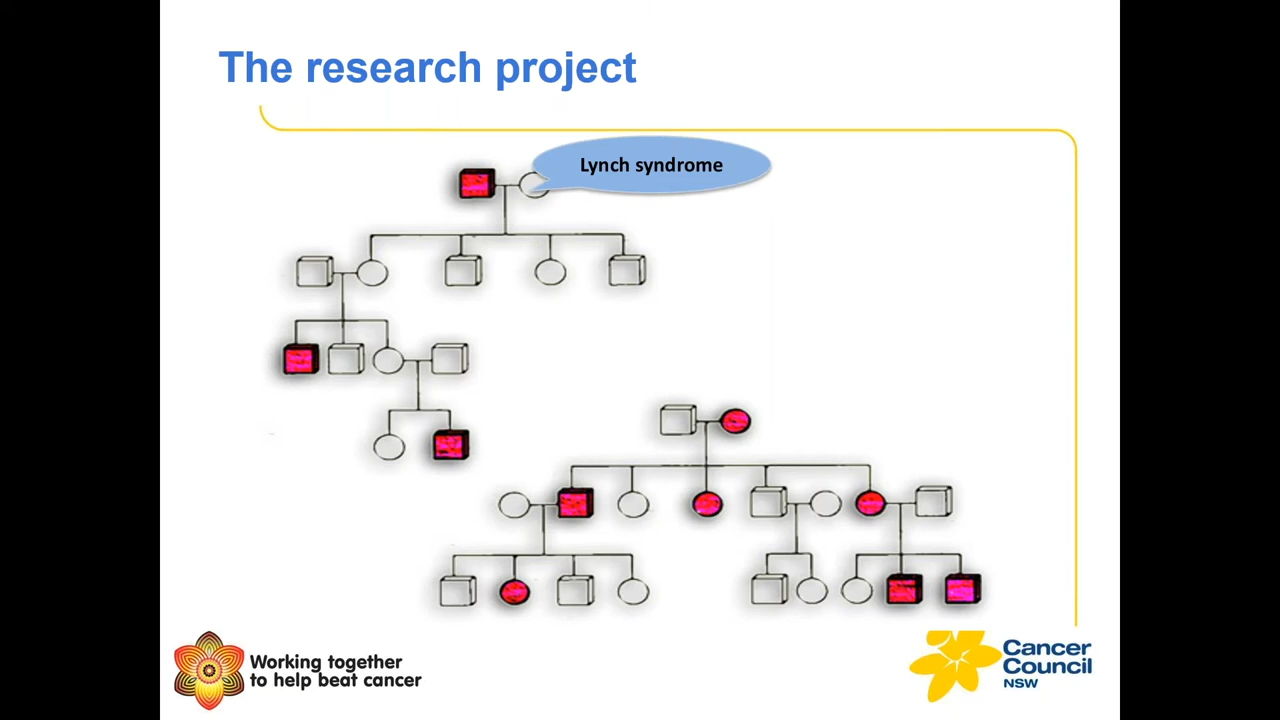 The research project
Lynch syndrome
Working together
to help beat cancer
Cancer
Council
NSW